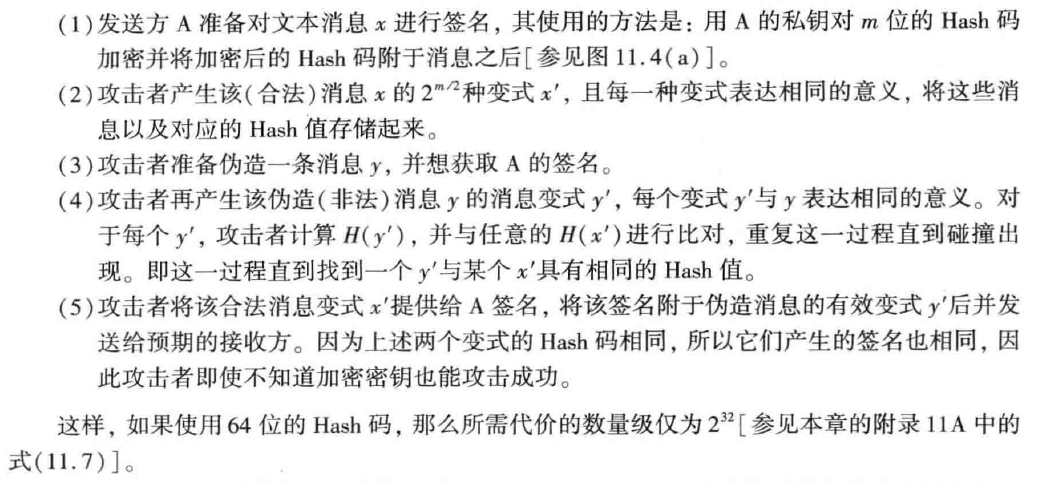 (1)发送方 A 准备对文本消息 x 进行签名，其使用的方法是：用 A 的私钥对 m 位的 Hash 码
加密并将加密后的 Hash 码附于消息之后[参见图 11.4(a)]。
(2)攻击者产生该(合法)消息 x 的 2^{m/2}种变式 x′，且每一种变式表达相同的意义，将这些消
息以及对应的 Hash 值存储起来。
(3)攻击者准备伪造一条消息 y，并想获取 A 的签名。
(4)攻击者再产生该伪造(非法)消息 y 的消息变式 y′，每个变式 y′与 y 表达相同的意义。对
于每个 y′，攻击者计算 H(y′)，并与任意的 H(x′)进行比对，重复这一过程直到碰撞出
现。即这一过程直到找到一个 y′与某个 x′具有相同的 Hash 值。
(5)攻击者将该合法消息变式 x′提供给 A 签名，将该签名附于伪造消息的有效变式 y′后并发
送给预期的接收方。因为上述两个变式的 Hash 码相同，所以它们产生的签名也相同，因
此攻击者即使不知道加密密钥也能攻击成功。
这样，如果使用 64 位的 Hash 码，那么所需代价的数量级仅为 2^{32}[参见本章的附录 11A 中的
式(11.7)]。